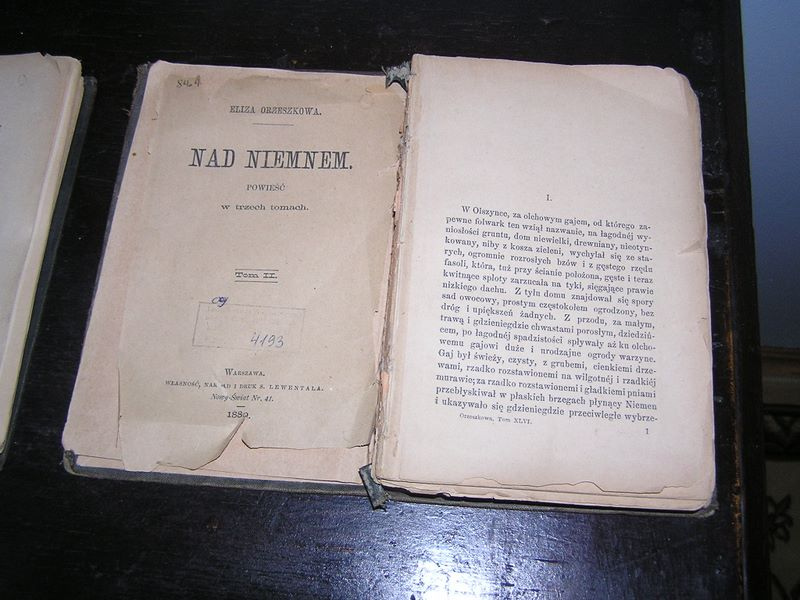 ELIZA ORZESZKOWA.
NAD NIEMNEM.
POWIEŚĆ
w trzech tomach.
Tom II.
4193
WARSZAWA.
WŁASNOŚĆ, NAKŁAD I DRUK S. LEWENTALA.
Nowy-Świat Nr. 41.
I.
W Olszynce, za olchowym gajem, od którego za-
pewne folwark ten wziął nazwanie, na łagodnéj wy-
niosłości gruntu, dom niewielki, drewniany, nieotyn-
kowany, niby z kosza zieleni, wychylał się ze sta-
rych, ogromnie rozrosłych bzów i z gęstego rzędu
fasoli, która, tuż przy ścianie położona, gęste i teraz
kwitnące sploty zarzucała na tyki, sięgające prawie
nizkiego dachu. Z tyłu domu znajdował się spory
sad owocowy, prostym częstokołem ogrodzony, bez
dróg i upiększeń żadnych. Z przodu, za małym,
trawą i gdzieniegdzie chwastami porosłym, dziedziń-
cem, po łagodnéj spadzistości spływały aż ku olcho-
wemu gajowi duże i urodzajne ogrody warzyne.
Gaj był świeży, czysty, z grubemi, cienkiemi drze-
wami, rzadko rozstawionemi na wilgotnéj i rzadkiéj
murawie; za rzadko rozstawionemi i gładkiemi pniami
przebłyskiwał w płaskich brzegach płynący Niemen
i ukazywało się gdzieniegdzie przeciwległe wybrze-
Orzeszkowa. Tom XLVI.
1